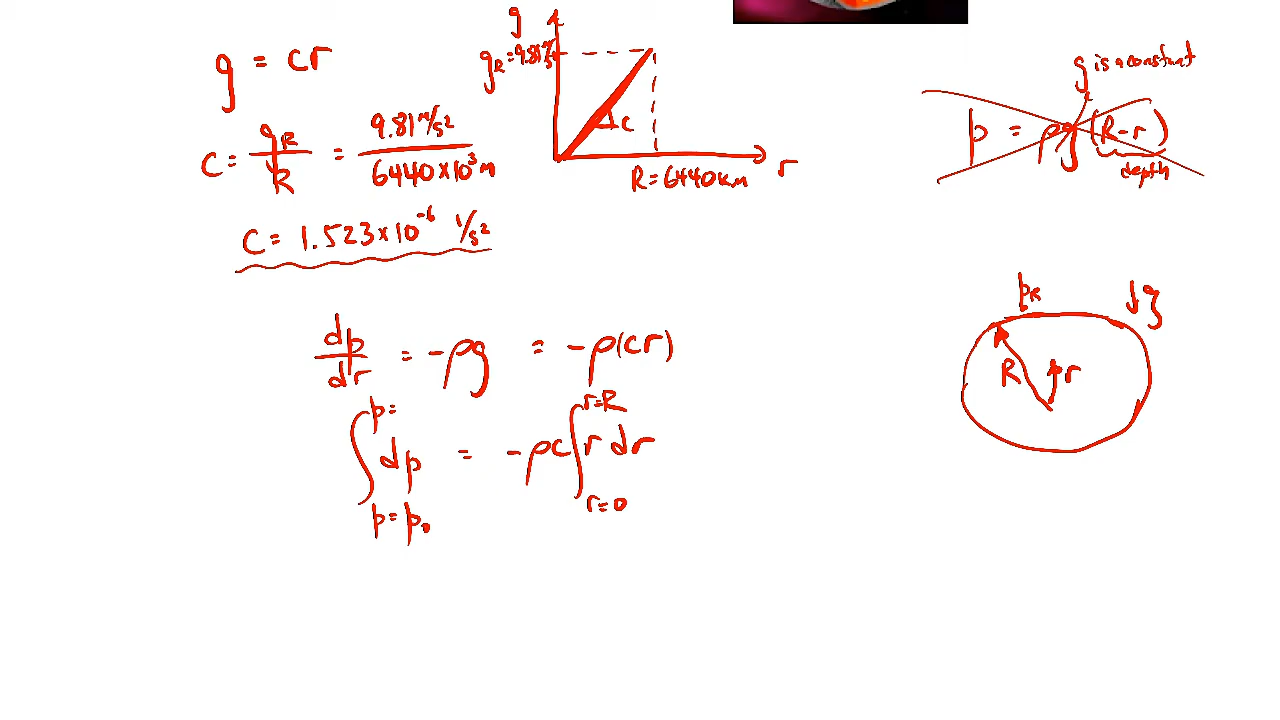 g = cr
C = g_R / R = 9.81 m/s² / 6440×10³ m
C = 1.523×10⁻⁶ 1/s²
g
g_R = 9.81 m/s²
c
r
R = 6440 km
g is a constant
p = ρg (R-r)
depth
p_R
g
R
r
dp/dr = -ρg = -ρ(cr)
∫ p= p=p₀ dp = -ρc ∫ r=R r=0 r dr